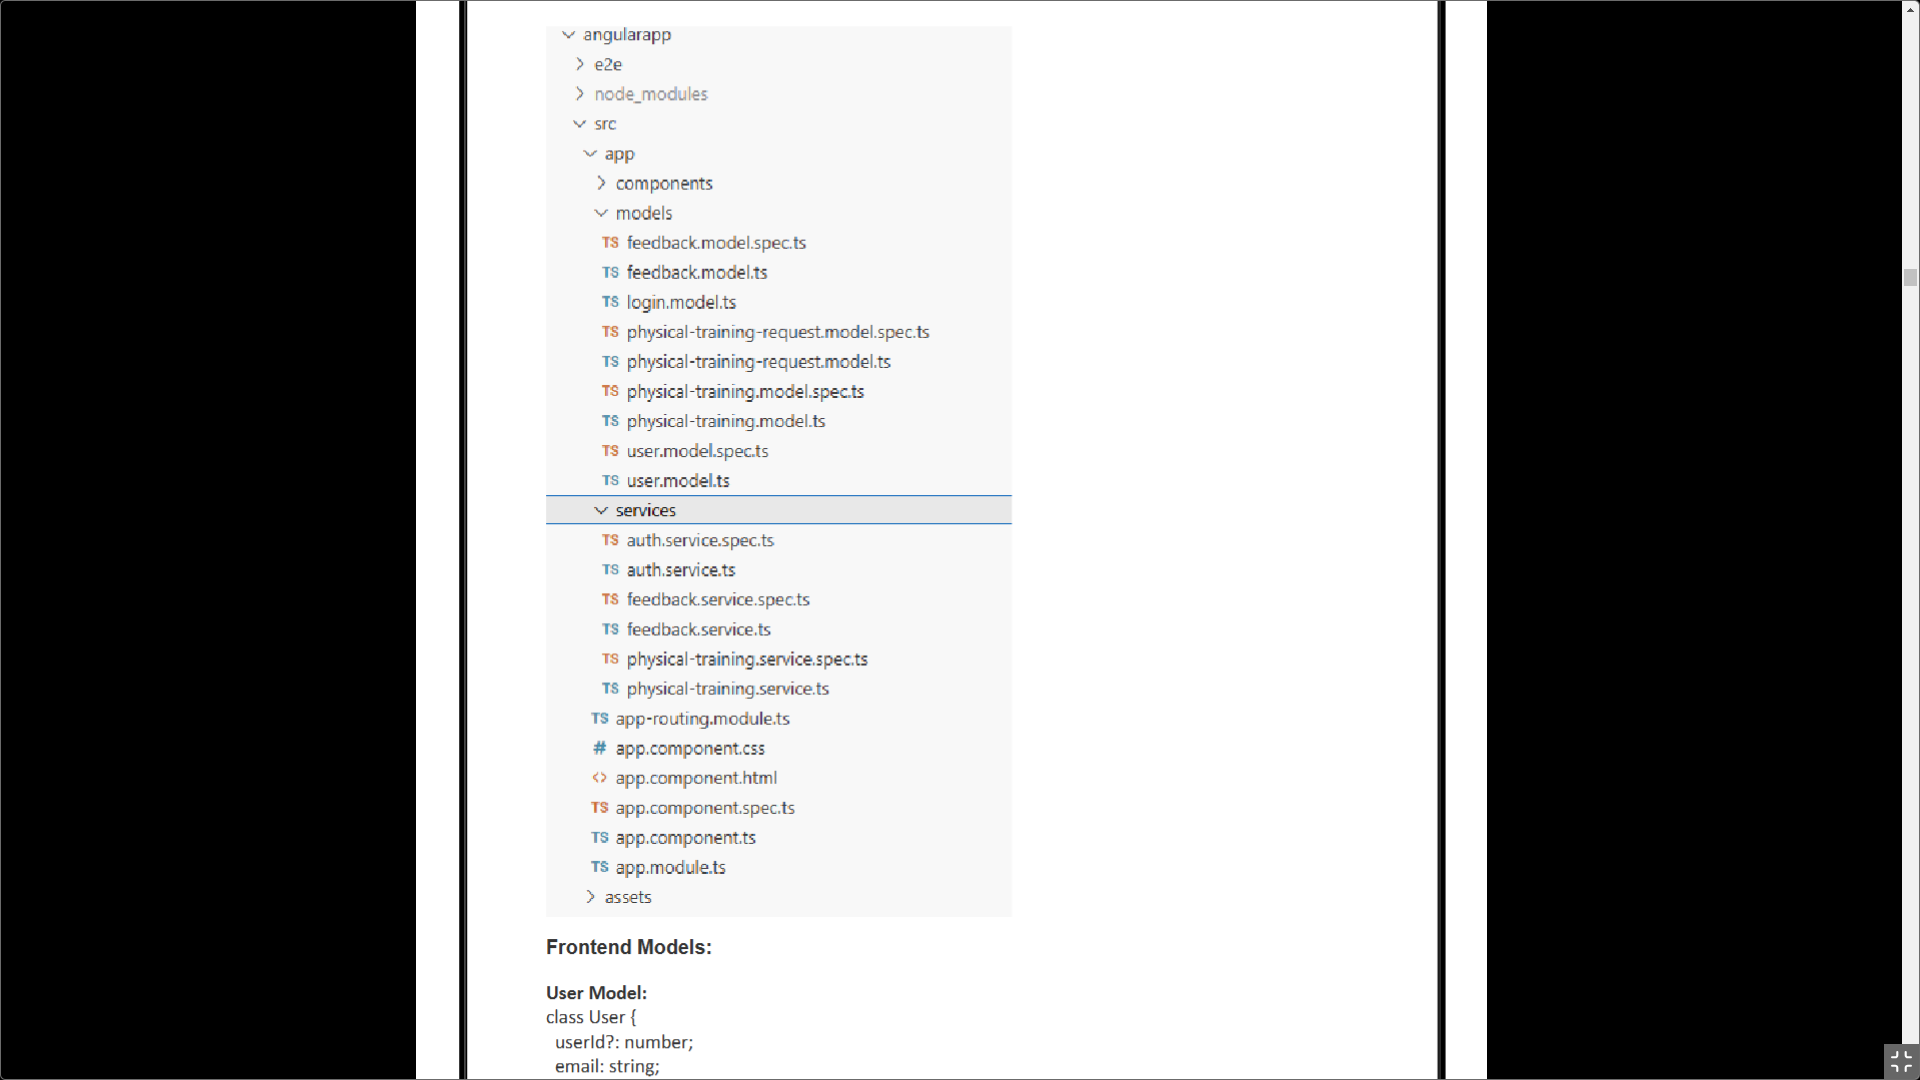 angularapp
e2e
node_modules
src
app
components
models
TS feedback.model.spec.ts
TS feedback.model.ts
TS login.model.ts
TS physical-training-request.model.spec.ts
TS physical-training-request.model.ts
TS physical-training.model.spec.ts
TS physical-training.model.ts
TS user.model.spec.ts
TS user.model.ts
services
TS auth.service.spec.ts
TS auth.service.ts
TS feedback.service.spec.ts
TS feedback.service.ts
TS physical-training.service.spec.ts
TS physical-training.service.ts
TS app-routing.module.ts
# app.component.css
<> app.component.html
TS app.component.spec.ts
TS app.component.ts
TS app.module.ts
assets
Frontend Models:
User Model:
class User {
userId?: number;
email: string;